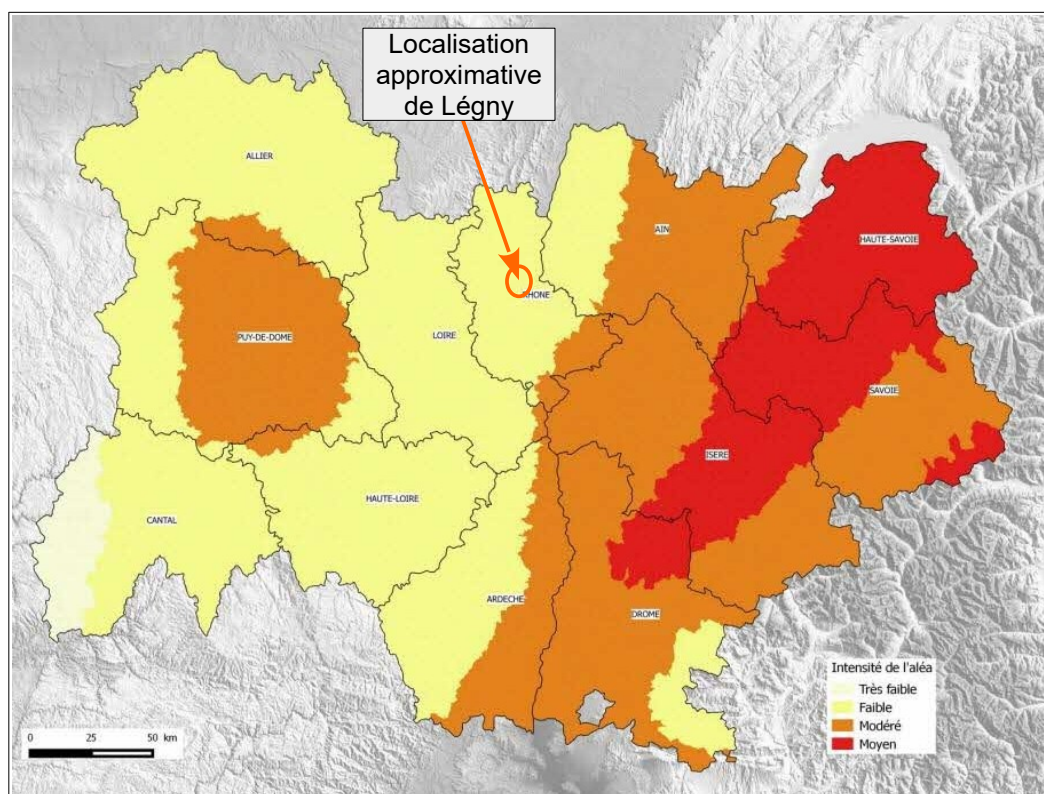 Localisation
approximative
de Légny
ALLIER
AIN
HAUTE-SAVOIE
RHONE
PUY-DE-DOME
LOIRE
SAVOIE
ISERE
HAUTE-LOIRE
CANTAL
ARDECHE
DROME
Intensité de l'aléa
Très faible
Faible
Modéré
Moyen
0 25 50 km